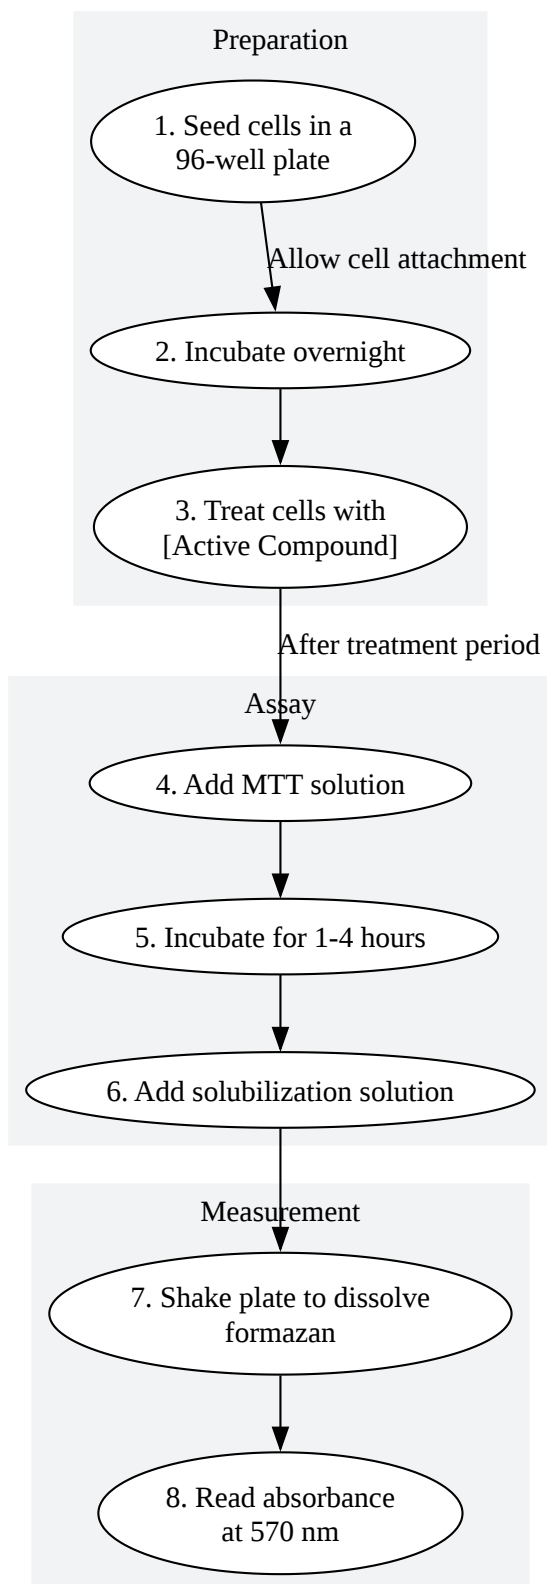 Preparation
1. Seed cells in a
96-well plate
Allow cell attachment
2. Incubate overnight
3. Treat cells with
[Active Compound]
After treatment period
Assay
4. Add MTT solution
5. Incubate for 1-4 hours
6. Add solubilization solution
Measurement
7. Shake plate to dissolve
formazan
8. Read absorbance
at 570 nm